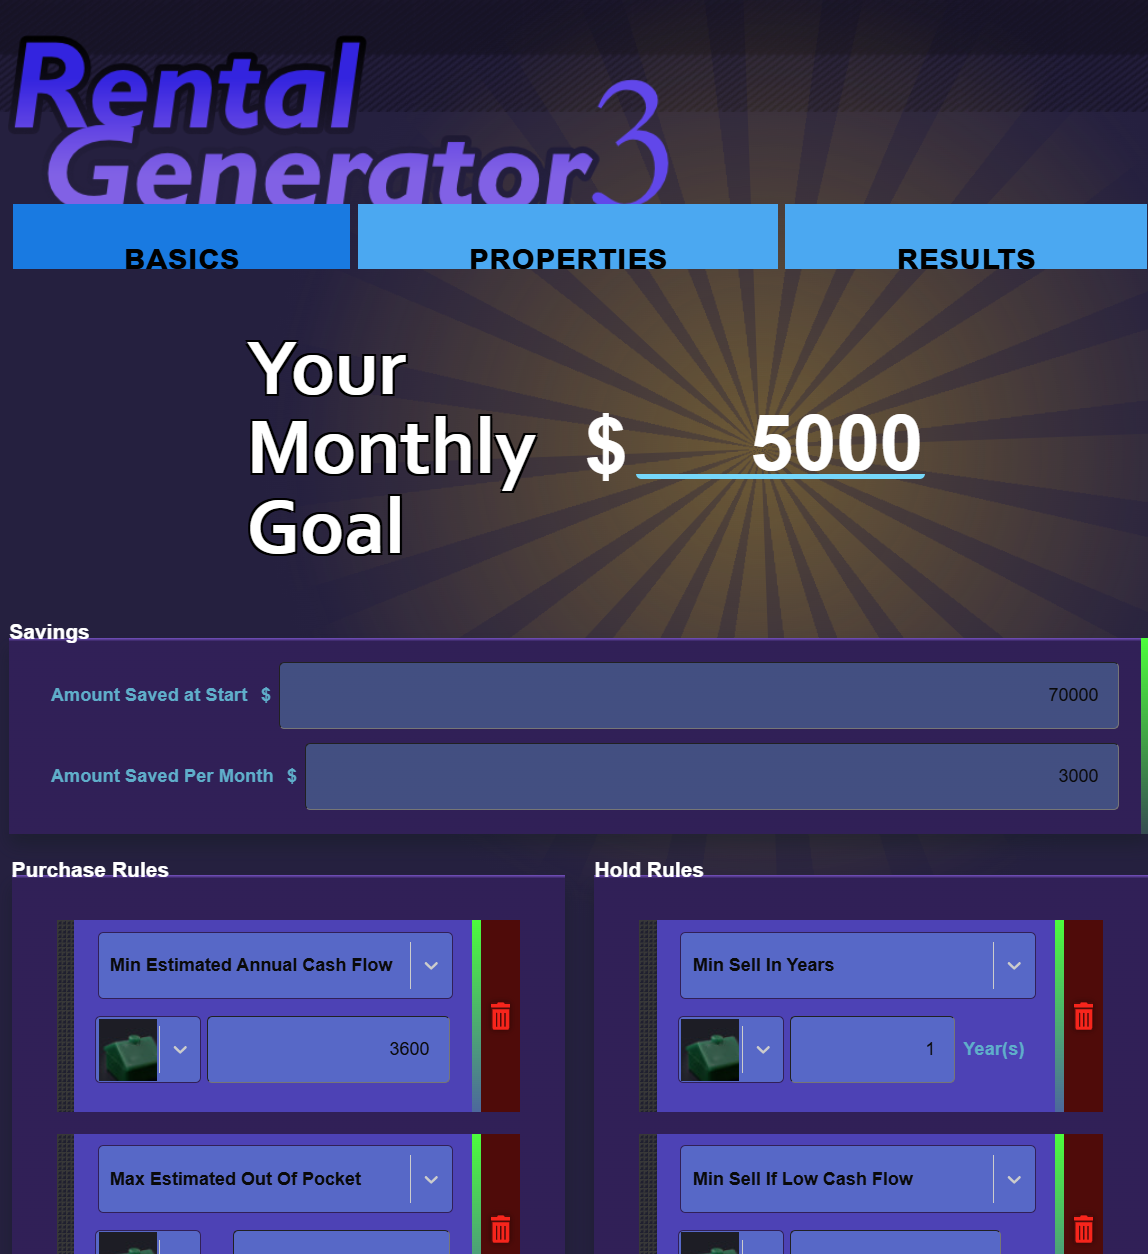 Rental
Generator 3
BASICS
PROPERTIES
RESULTS
Your
Monthly
Goal
$ 5000
Savings
Amount Saved at Start $ 70000
Amount Saved Per Month $ 3000
Purchase Rules
Min Estimated Annual Cash Flow
3600
Max Estimated Out Of Pocket
Hold Rules
Min Sell In Years
1 Year(s)
Min Sell If Low Cash Flow